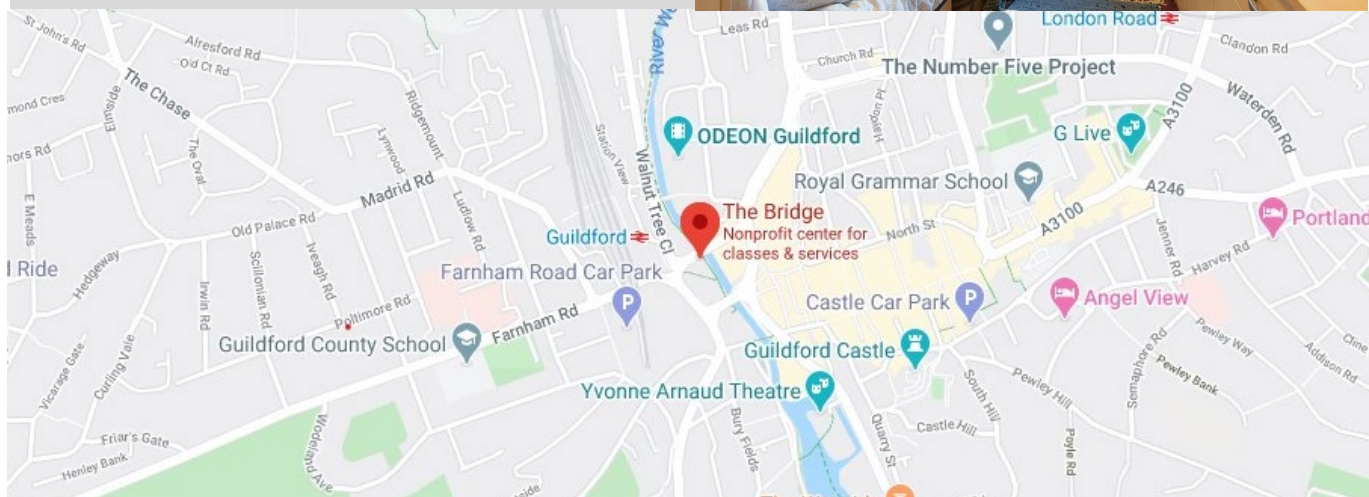 London Road
Leas Rd
St John's Rd
Alresford Rd
Clandon Rd
Church Rd
Old Ct Rd
The Number Five Project
The Chase
Elmside
Ridgemount
Haydon Pl
Waterden Rd
A3100
Station View
ODEON Guildford
G Live
The Oval
Lynwood
Walnut Tree Cl
Royal Grammar School
A246
Madrid Rd
E Meads
Ludlow Rd
The Bridge
Nonprofit center for
classes & services
North St
A3100
Portland
Old Palace Rd
Guildford
Jenner Rd
Harvey Rd
Ride
Hedgeway
Iveagh Rd
Scillonian Rd
Irwin Rd
Farnham Road Car Park
Castle Car Park
Angel View
Poltimore Rd
P
P
Farnham Rd
Guildford County School
Guildford Castle
Pewley Way
Semaphore Rd
Addison Rd
Vicarage Gate
Curling Vale
Pewley Bank
Yvonne Arnaud Theatre
South Hill
Pewley Hill
Bury Fields
Quarry St
Castle Hill
Poyle Rd
Friar's Gate
Wodeland Ave
Henley Bank